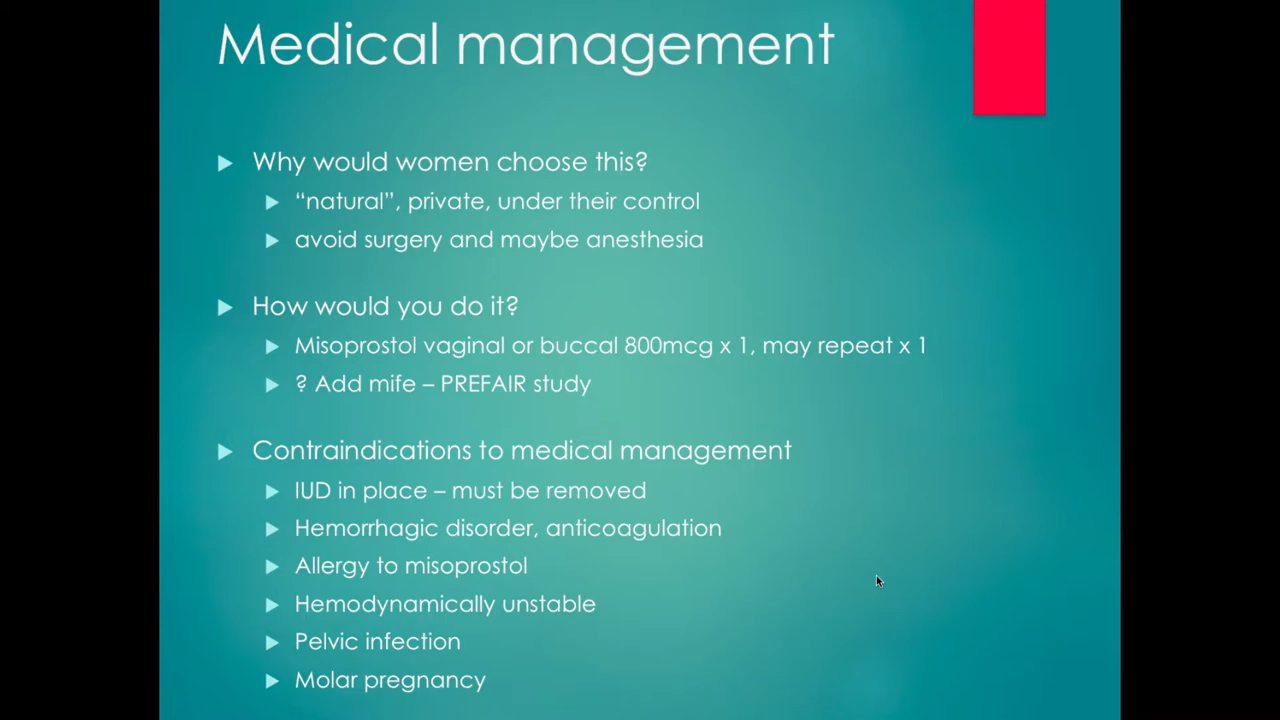 Medical management
Why would women choose this?
“natural”, private, under their control
avoid surgery and maybe anesthesia
How would you do it?
Misoprostol vaginal or buccal 800mcg x 1, may repeat x 1
? Add mife – PREFAIR study
Contraindications to medical management
IUD in place – must be removed
Hemorrhagic disorder, anticoagulation
Allergy to misoprostol
Hemodynamically unstable
Pelvic infection
Molar pregnancy